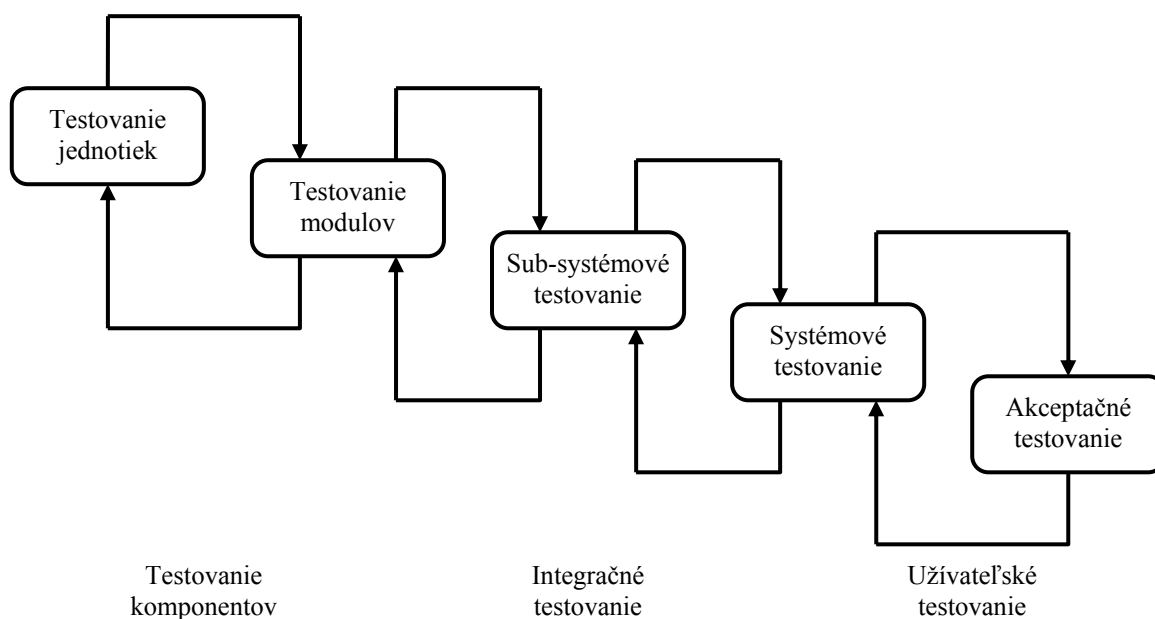 Testovanie
jednotiek
Testovanie
modulov
Sub-systémové
testovanie
Systémové
testovanie
Akceptačné
testovanie
Testovanie
komponentov
Integračné
testovanie
Užívateľské
testovanie